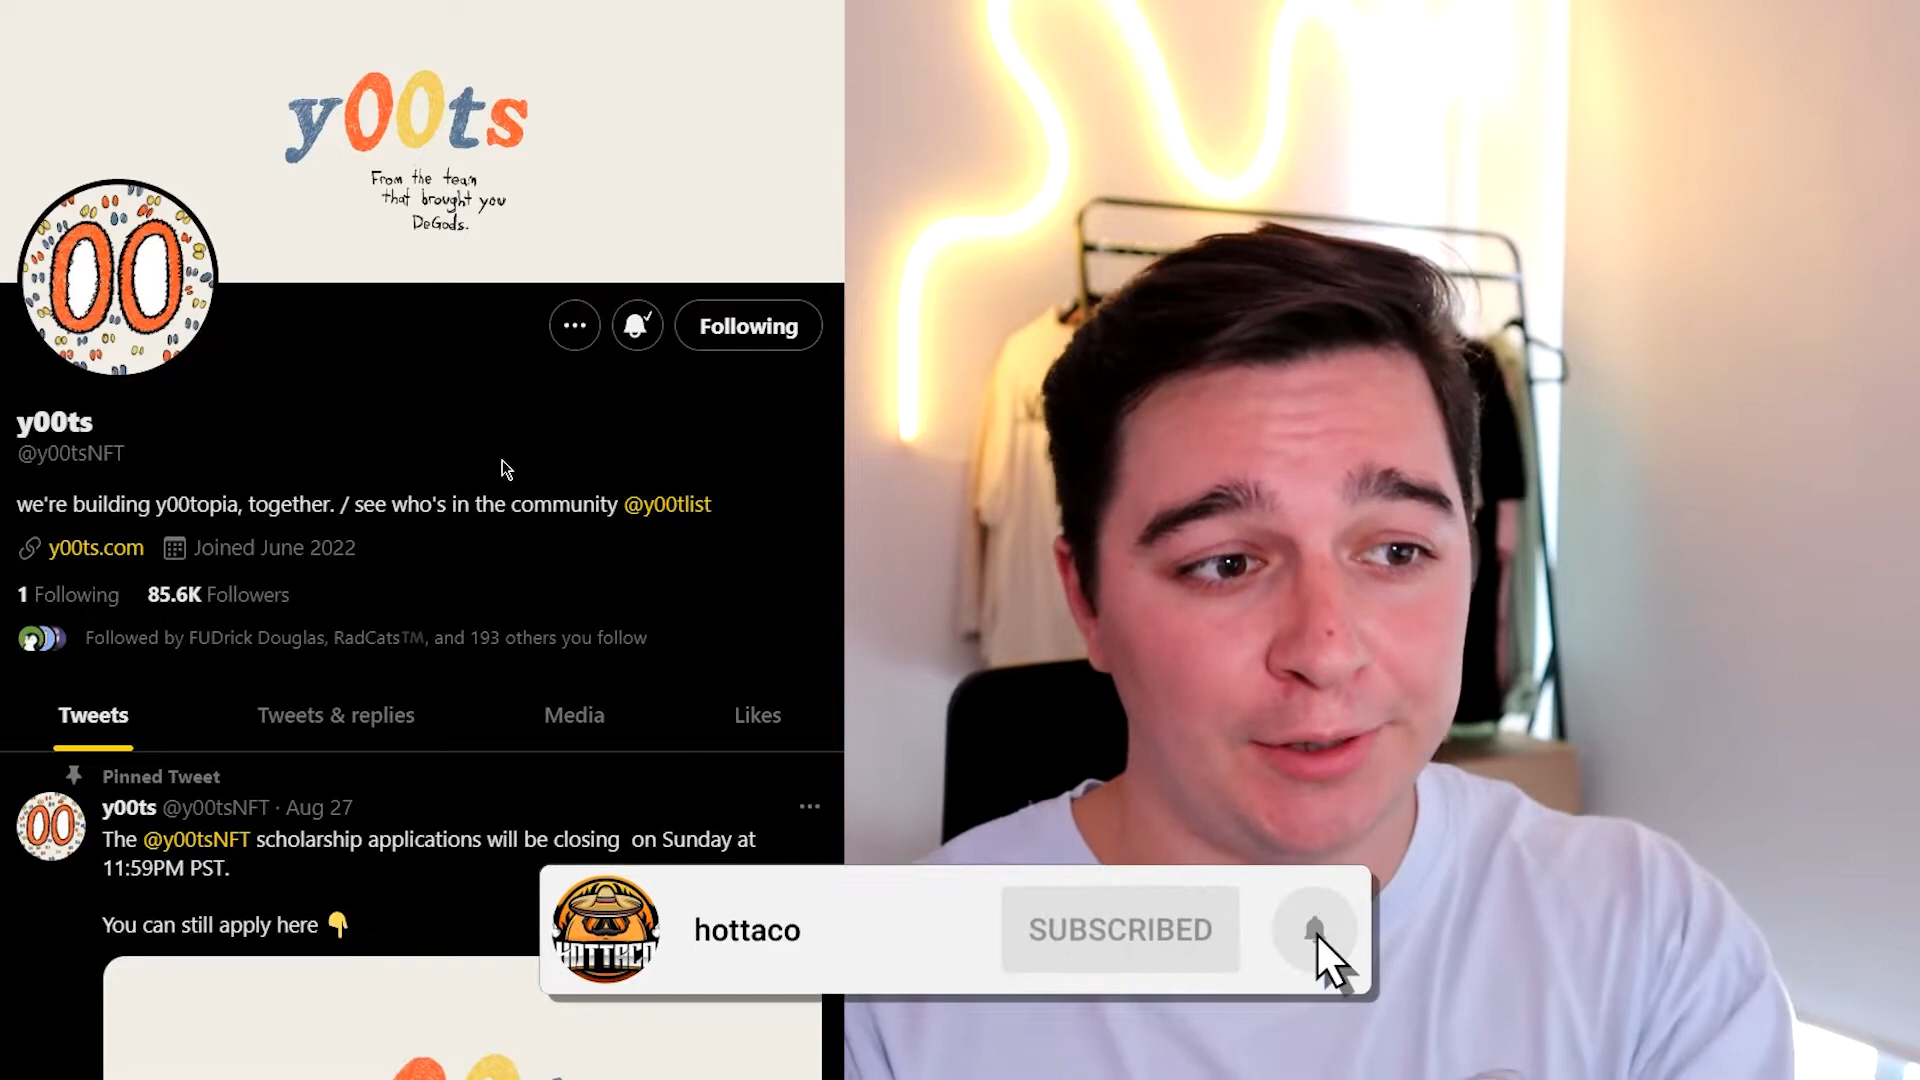 y00ts
From the team
that brought you
DeGods.
00
Following
y00ts
@y00tsNFT
we're building y00topia, together. / see who's in the community @y00tlist
y00ts.com Joined June 2022
1 Following 85.6K Followers
Followed by FUDrick Douglas, RadCats™, and 193 others you follow
Tweets Tweets & replies Media Likes
Pinned Tweet
00
y00ts @y00tsNFT · Aug 27
The @y00tsNFT scholarship applications will be closing on Sunday at
11:59PM PST.
You can still apply here 👇
HOTTACO
hottaco
SUBSCRIBED